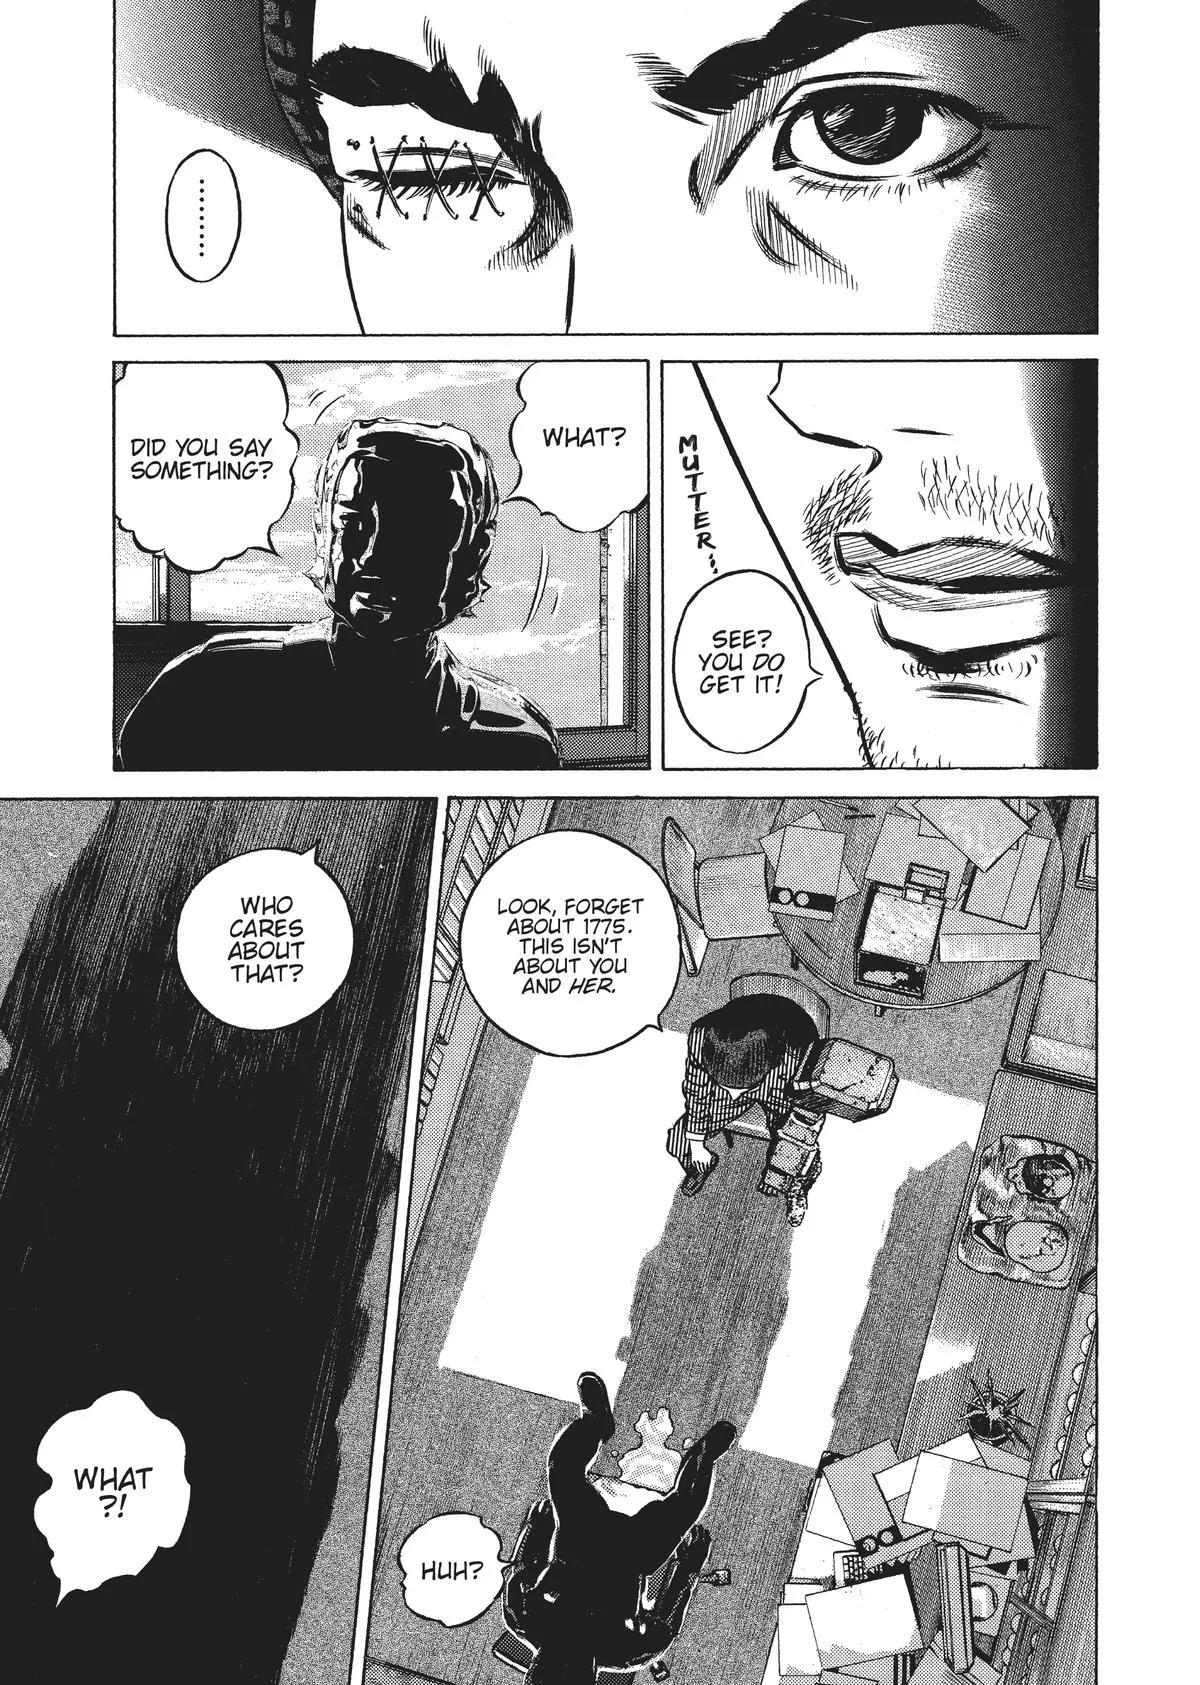 .........
MUTTER...
SEE?
YOU DO
GET IT!
WHAT?
DID YOU SAY
SOMETHING?
LOOK, FORGET
ABOUT 1775.
THIS ISN'T
ABOUT YOU
AND HER.
HUH?
WHO
CARES
ABOUT
THAT?
WHAT
?!